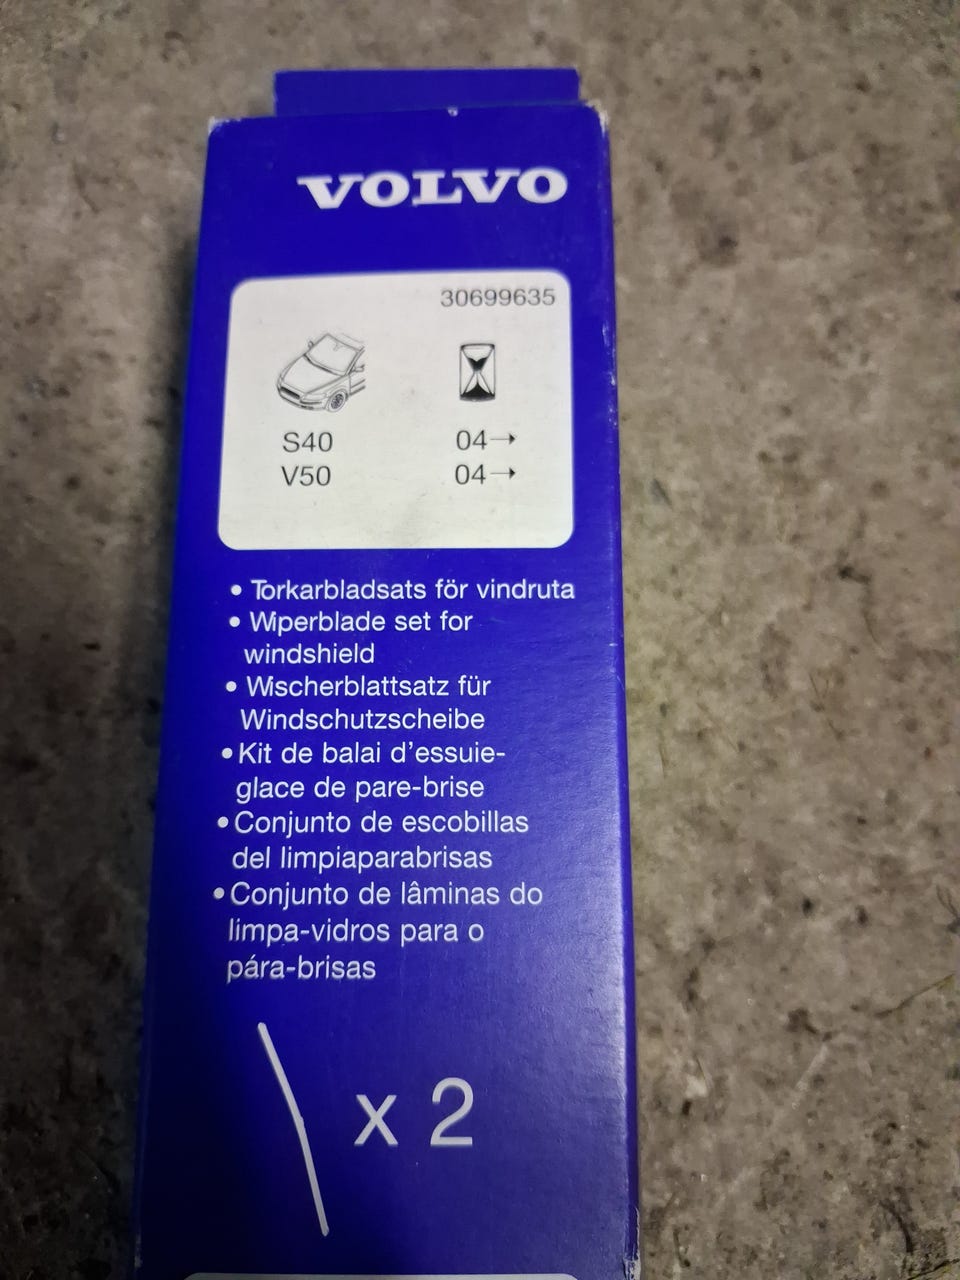 VOLVO
30699635
S40 04→
V50 04→
• Torkarbladsats för vindruta
• Wiperblade set for
windshield
• Wischerblattsatz für
Windschutzscheibe
• Kit de balai d'essuie-
glace de pare-brise
• Conjunto de escobillas
del limpiaparabrisas
• Conjunto de lâminas do
limpa-vidros para o
pára-brisas
x 2